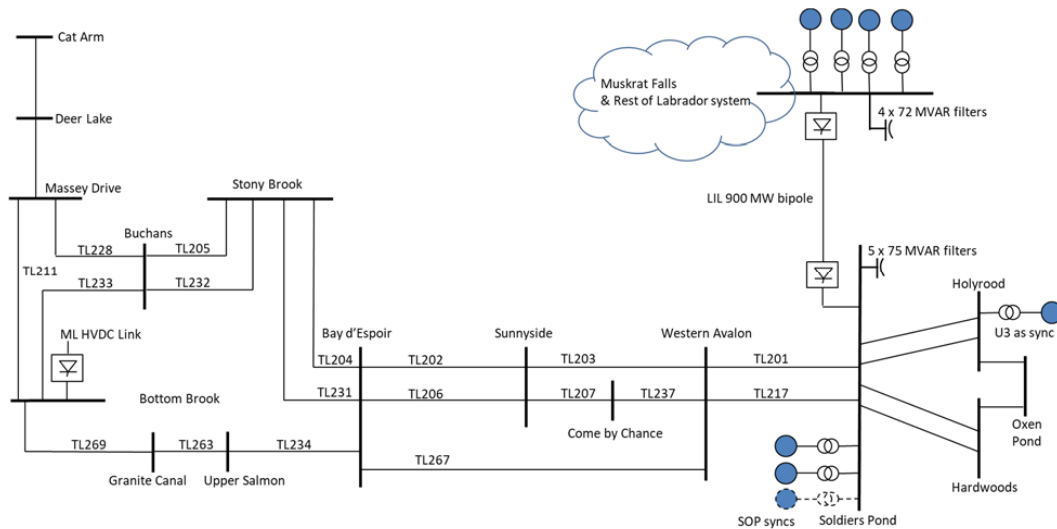 Cat Arm
Deer Lake
Massey Drive
Stony Brook
Buchans
TL228
TL205
TL211
TL233
TL232
ML HVDC Link
Bottom Brook
TL269
TL263
TL234
Granite Canal
Upper Salmon
Bay d'Espoir
TL204
TL231
TL202
TL206
Sunnyside
TL203
TL207
TL237
Come by Chance
TL267
Western Avalon
TL201
TL217
Muskrat Falls
& Rest of Labrador system
4 x 72 MVAR filters
LIL 900 MW bipole
5 x 75 MVAR filters
Holyrood
U3 as sync
Oxen
Pond
Hardwoods
SOP syncs
Soldiers Pond